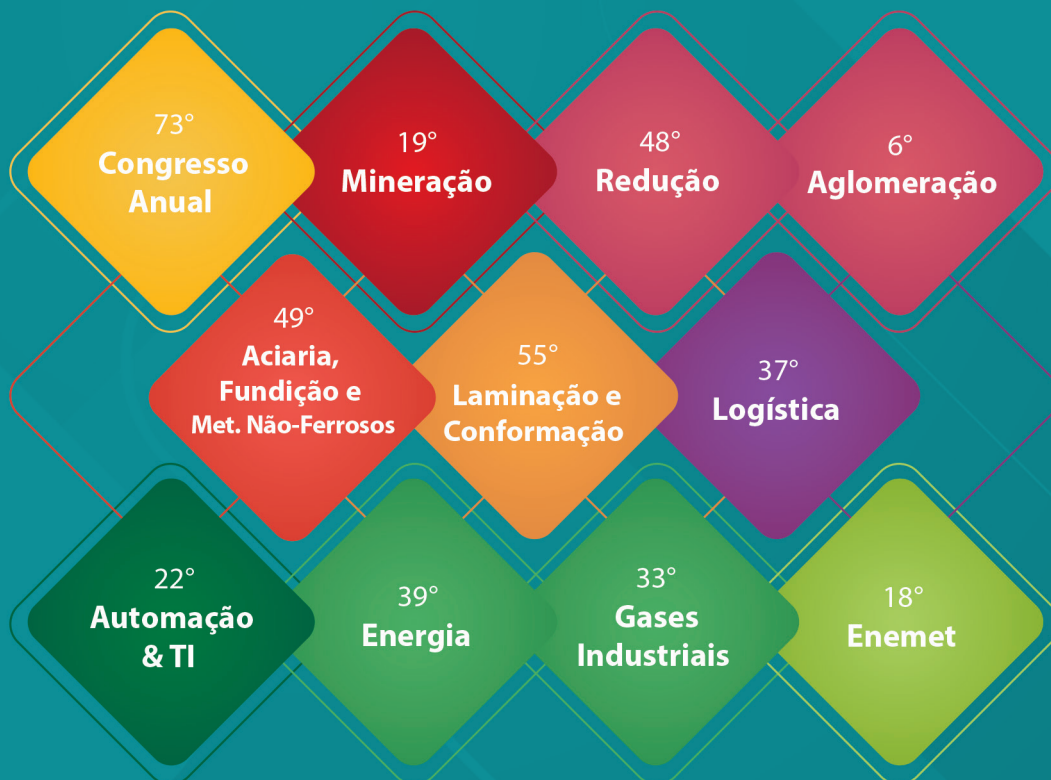 73°
Congresso
Anual
19°
Mineração
48°
Redução
6°
Aglomeração
49°
Aciaria,
Fundição e
Met. Não-Ferrosos
55°
Laminação e
Conformação
37°
Logística
22°
Automação
& TI
39°
Energia
33°
Gases
Industriais
18°
Enemet